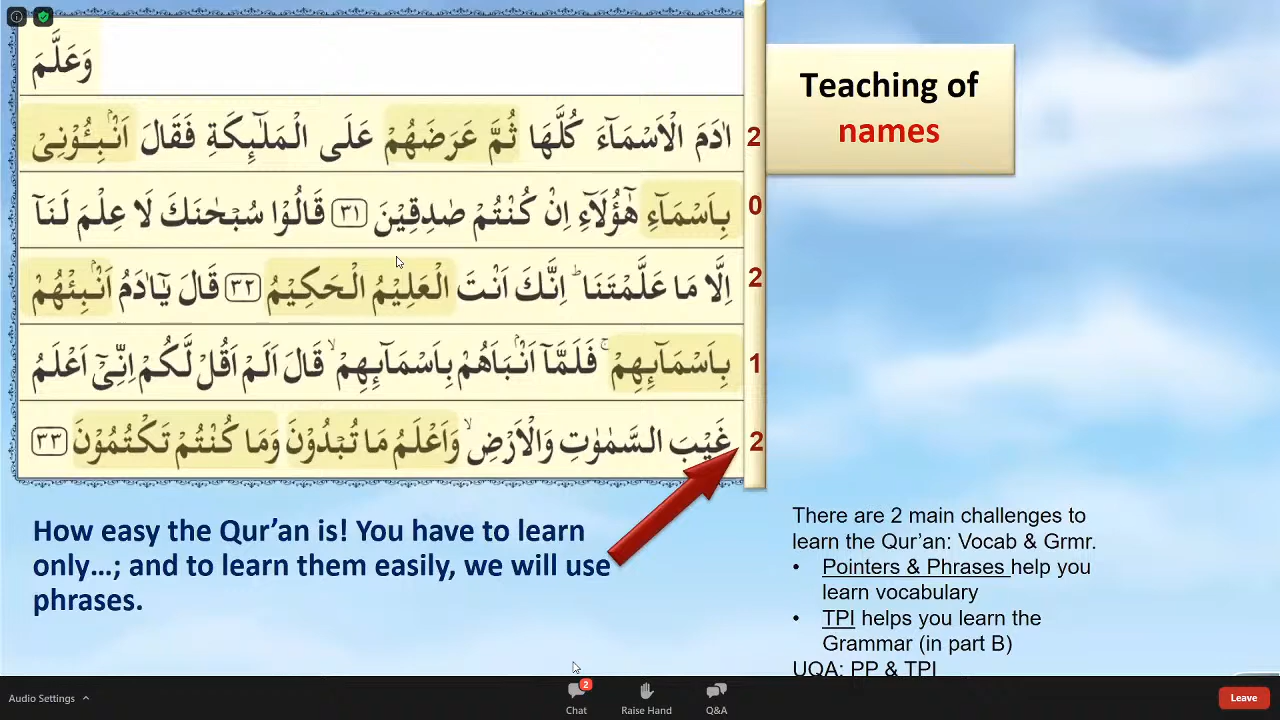 وَعَلَّمَ
اٰدَمَ الْاَسْمَآءَ كُلَّهَا ثُمَّ عَرَضَهُمْ عَلَى الْمَلٰٓئِكَةِ فَقَالَ اَنْۢبِـُٔوْنِىْ
بِاَسْمَآءِ هٰٓؤُلَآءِ اِنْ كُنْتُمْ صٰدِقِيْنَ ٣١ قَالُوْا سُبْحٰنَكَ لَا عِلْمَ لَنَآ
اِلَّا مَا عَلَّمْتَنَا ؕ اِنَّكَ اَنْتَ الْعَلِيْمُ الْحَكِيْمُ ٣٢ قَالَ يٰٓاٰدَمُ اَنْۢبِئْهُمْ
بِاَسْمَآئِهِمْ ۚ فَلَمَّآ اَنْۢبَاَهُمْ بِاَسْمَآئِهِمْ ۙ قَالَ اَلَمْ اَقُلْ لَّكُمْ اِنِّىْٓ اَعْلَمُ
غَيْبَ السَّمٰوٰتِ وَالْاَرْضِ ۙ وَاَعْلَمُ مَا تُبْدُوْنَ وَمَا كُنْتُمْ تَكْتُمُوْنَ ٣٣
2
0
2
1
2
Teaching of
names
How easy the Qur’an is! You have to learn
only…; and to learn them easily, we will use
phrases.
There are 2 main challenges to
learn the Qur’an: Vocab & Grmr.
• Pointers & Phrases help you
learn vocabulary
• TPI helps you learn the
Grammar (in part B)
UQA: PP & TPI
Audio Settings
2
Chat
Raise Hand
Q&A
Leave